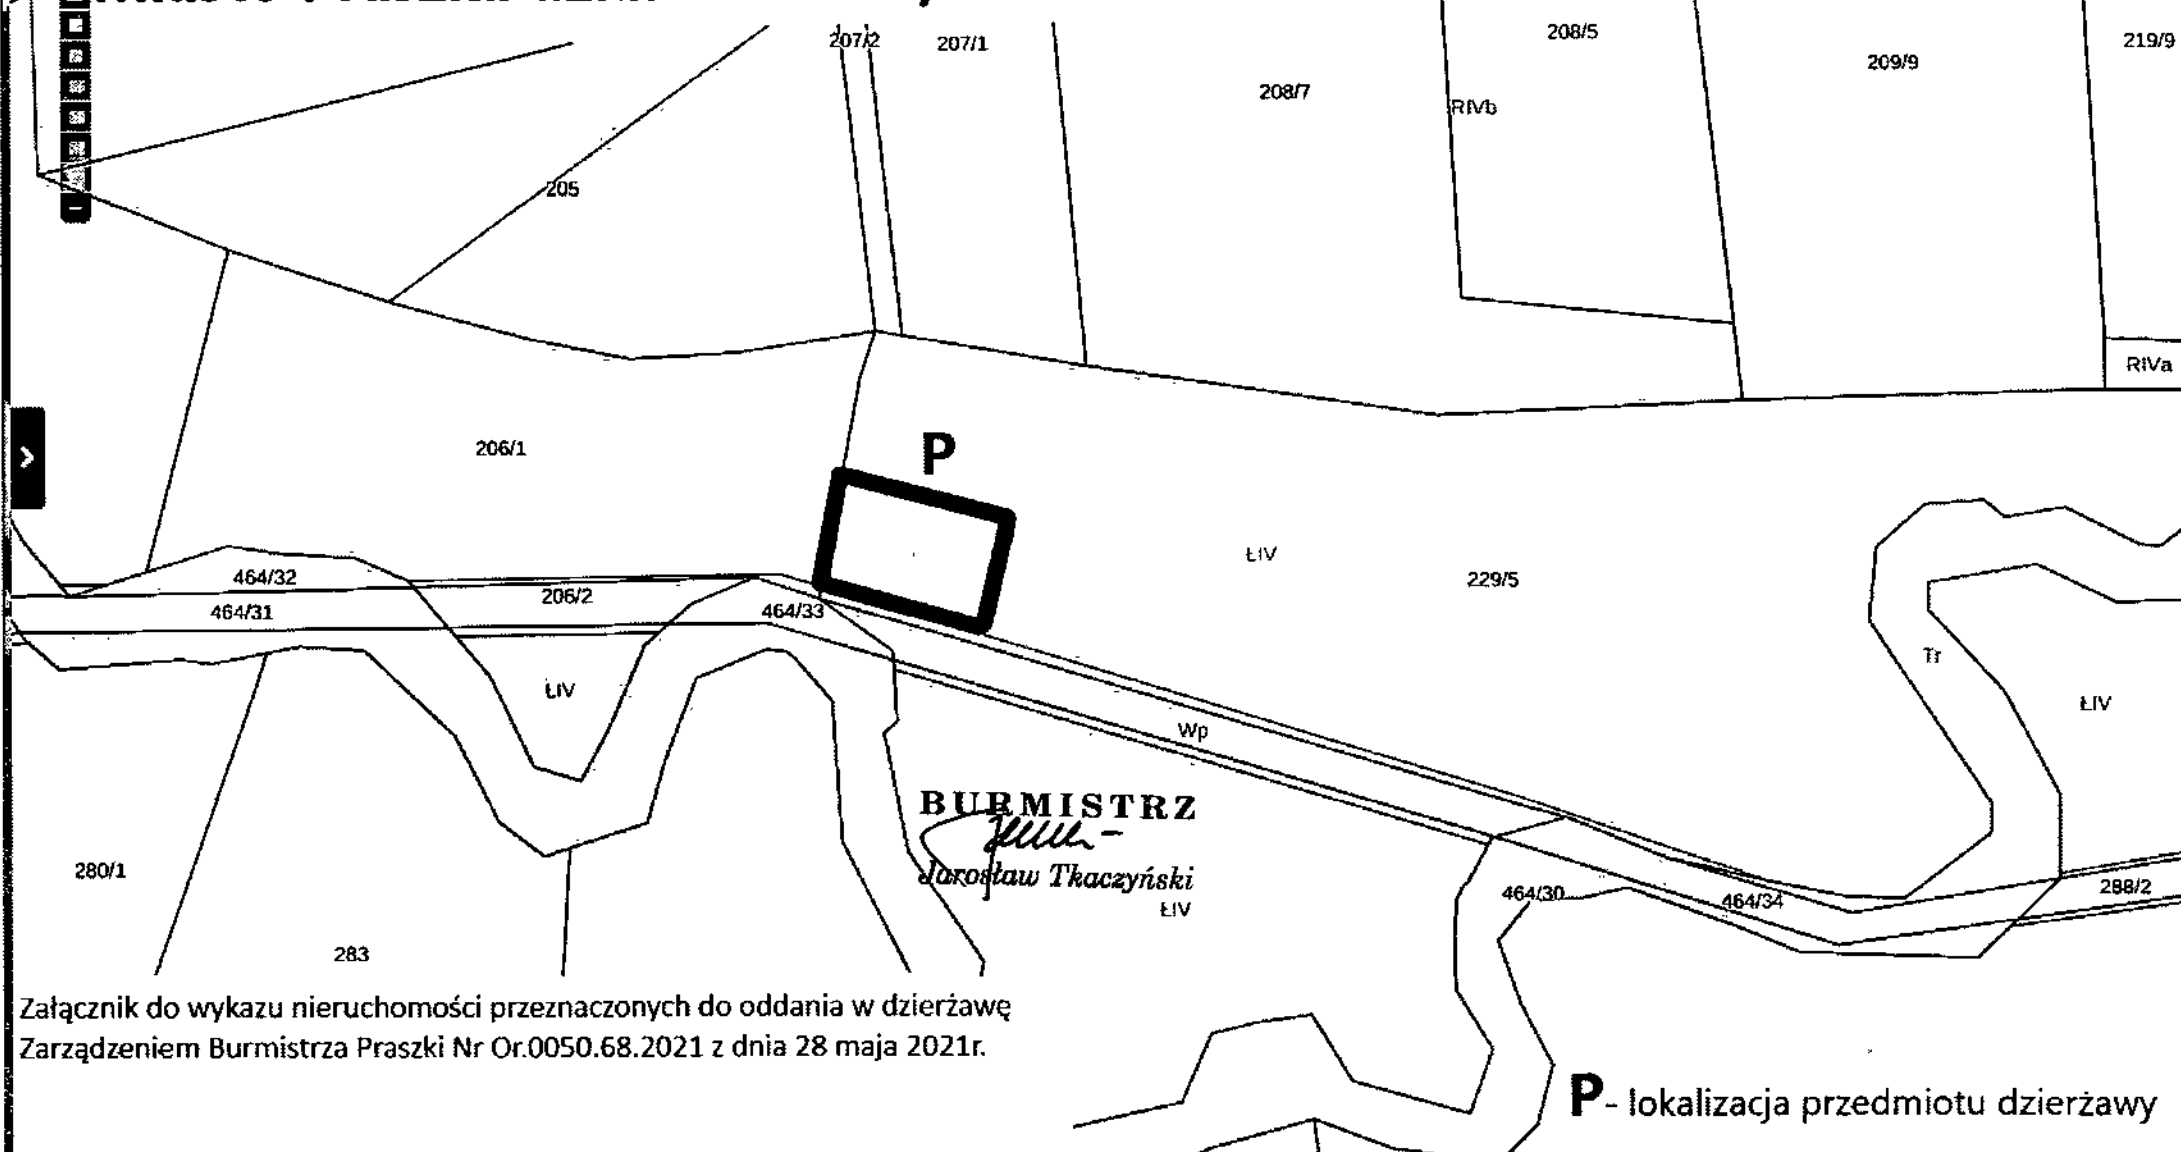 207/2
207/1
208/5
219/9
209/9
208/7
RIVb
205
RIVa
206/1
P
ŁIV
229/5
464/32
206/2
464/31
464/33
Tr
ŁIV
ŁIV
Wp
BURMISTRZ
Jarosław Tkaczyński
280/1
288/2
464/30
464/34
ŁIV
283
Załącznik do wykazu nieruchomości przeznaczonych do oddania w dzierżawę
Zarządzeniem Burmistrza Praszki Nr Or.0050.68.2021 z dnia 28 maja 2021r.
P- lokalizacja przedmiotu dzierżawy